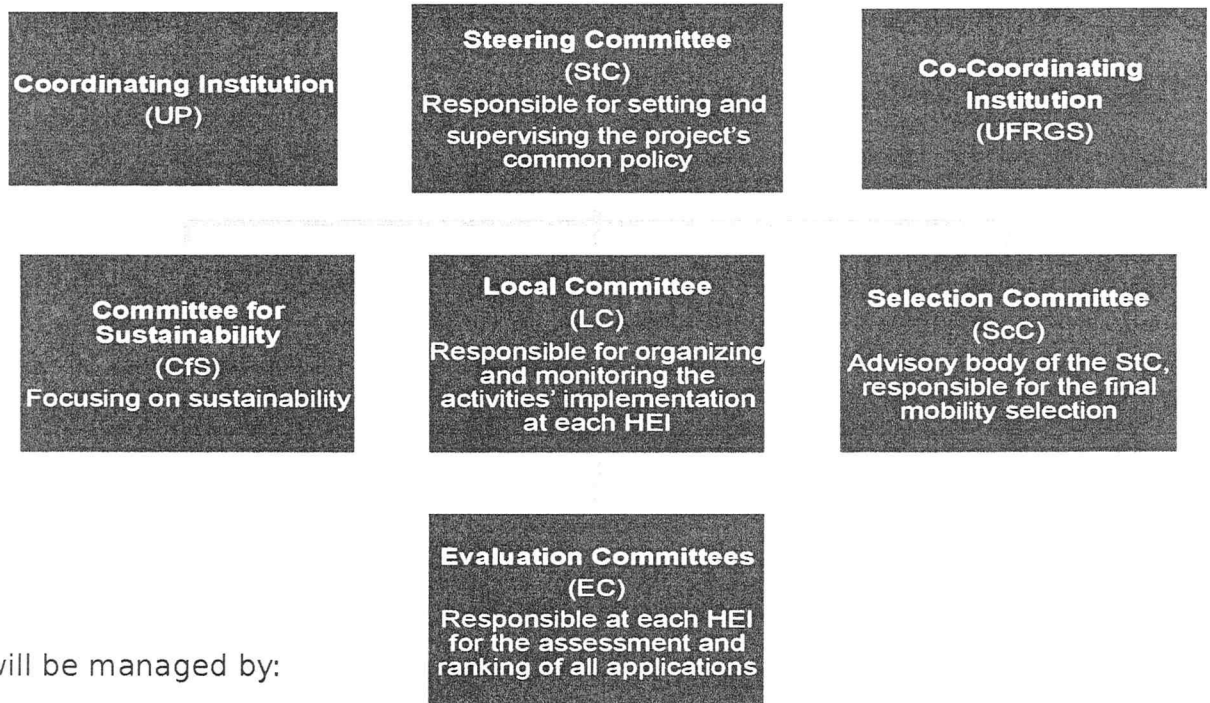 Coordinating Institution
(UP)
Steering Committee
(StC)
Responsible for setting and
supervising the project's
common policy
Co-Coordinating
Institution
(UFRGS)
Committee for
Sustainability
(CfS)
Focusing on sustainability
Local Committee
(LC)
Responsible for organizing
and monitoring the
activities' implementation
at each HEI
Selection Committee
(ScC)
Advisory body of the StC,
responsible for the final
mobility selection
Evaluation Committees
(EC)
Responsible at each HEI
for the assessment and
ranking of all applications
will be managed by: